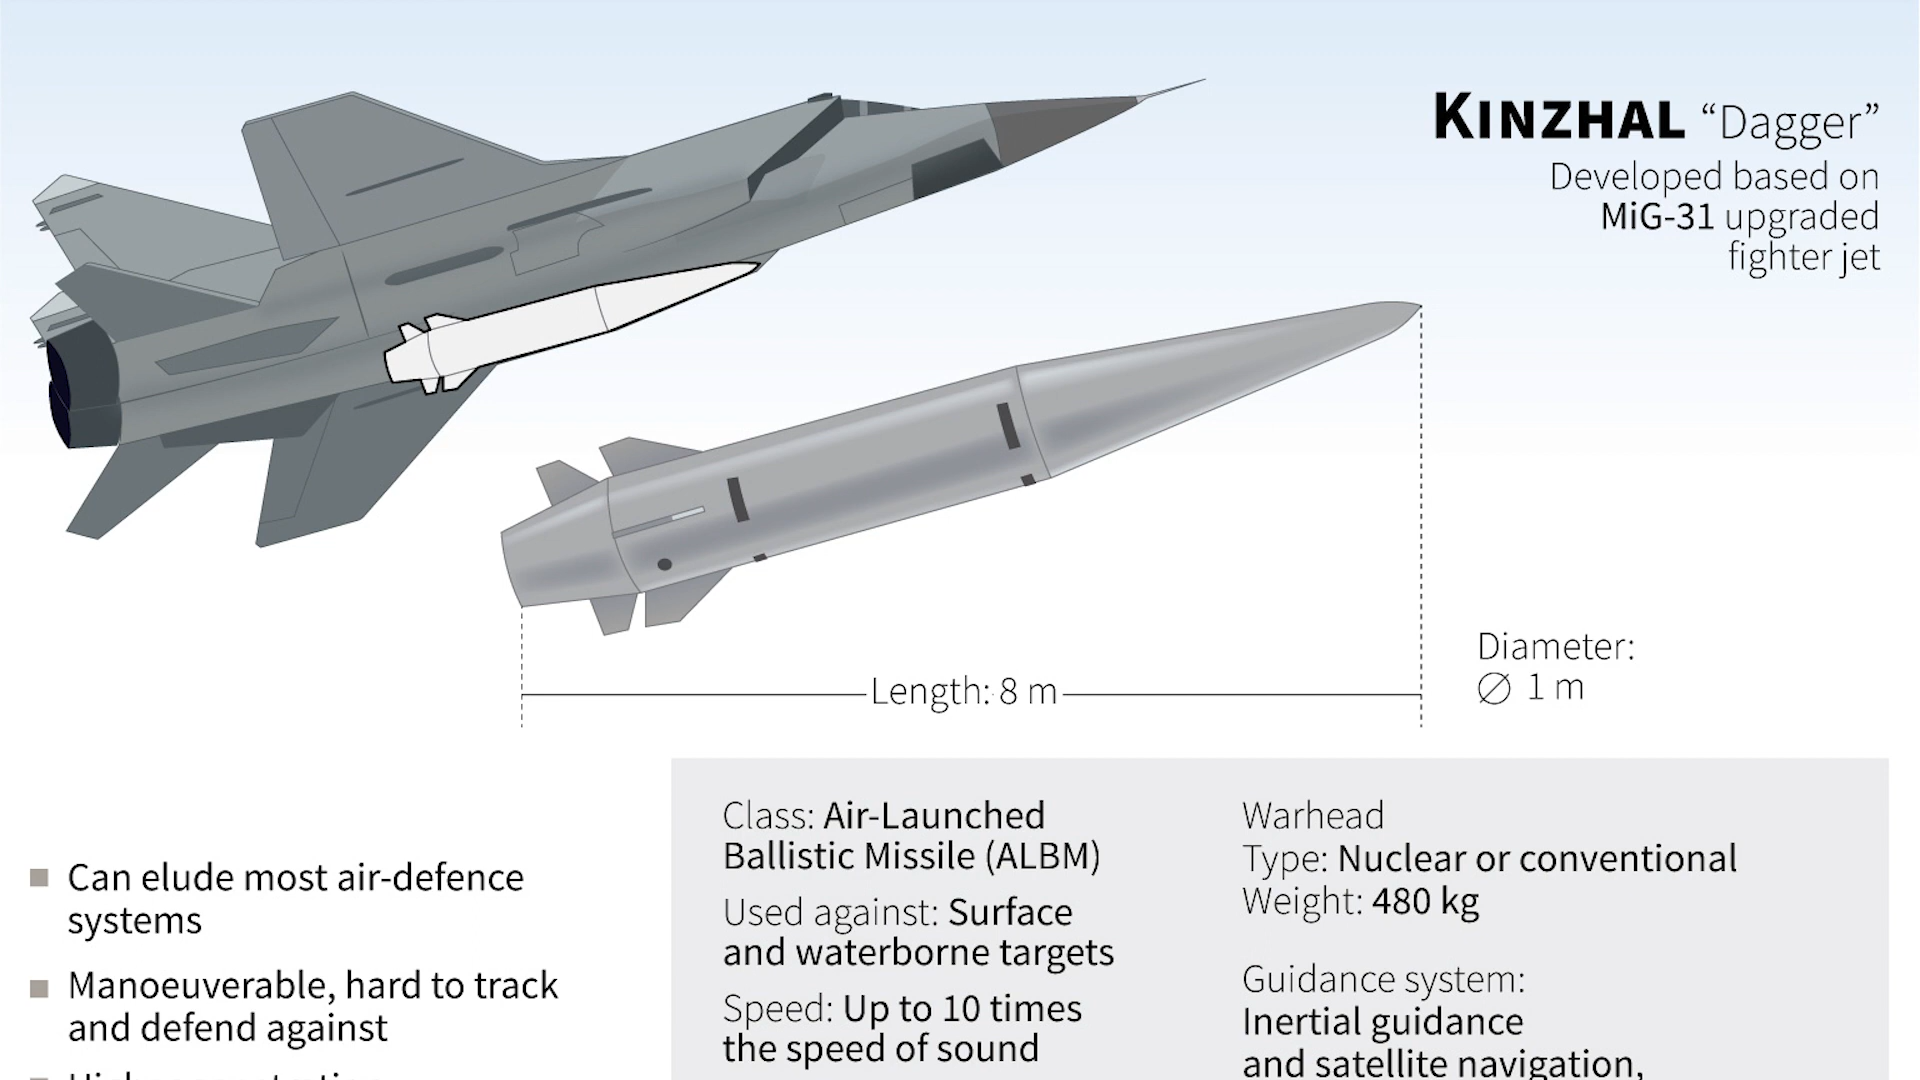 KINZHAL “Dagger”
Developed based on
MiG-31 upgraded
fighter jet
Length: 8 m
Diameter:
∅ 1 m
Can elude most air-defence
systems
Manoeuverable, hard to track
and defend against
Class: Air-Launched
Ballistic Missile (ALBM)
Used against: Surface
and waterborne targets
Speed: Up to 10 times
the speed of sound
Warhead
Type: Nuclear or conventional
Weight: 480 kg
Guidance system:
Inertial guidance
and satellite navigation,